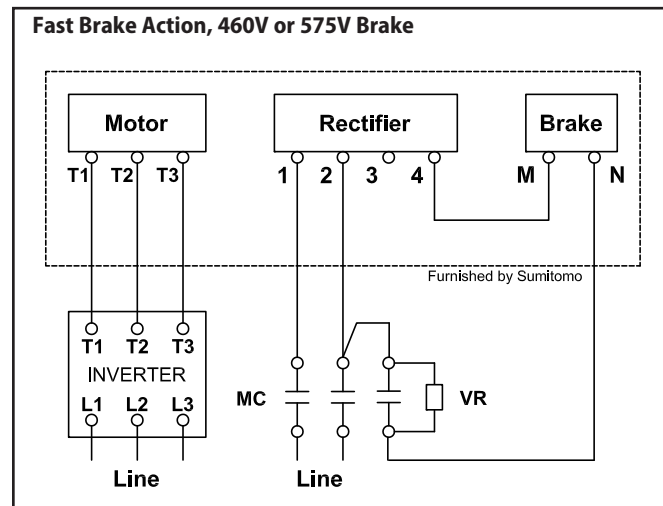 Fast Brake Action, 460V or 575V Brake
Motor Rectifier Brake
T1 T2 T3 1 2 3 4 M N
Furnished by Sumitomo
T1 T2 T3
INVERTER
MC VR
L1 L2 L3
Line Line